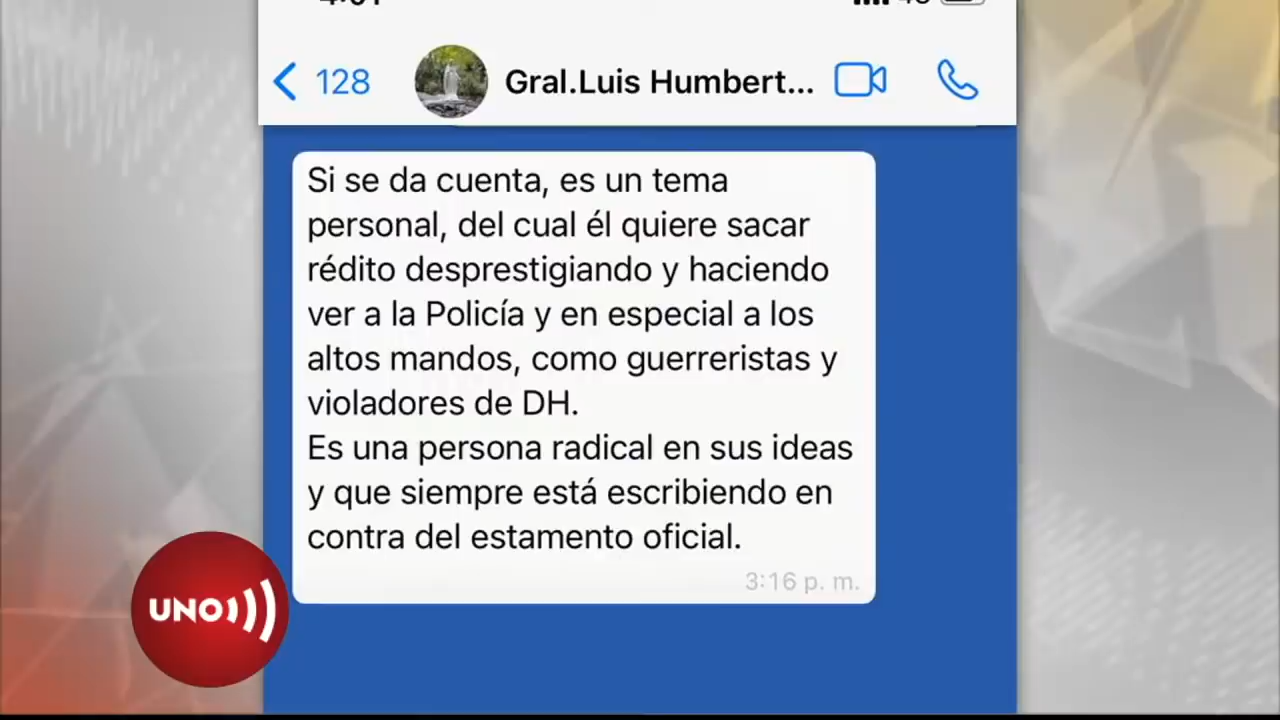 128
Gral.Luis Humbert...
Si se da cuenta, es un tema
personal, del cual él quiere sacar
rédito desprestigiando y haciendo
ver a la Policía y en especial a los
altos mandos, como guerreristas y
violadores de DH.
Es una persona radical en sus ideas
y que siempre está escribiendo en
contra del estamento oficial.
3:16 p. m.
UNO